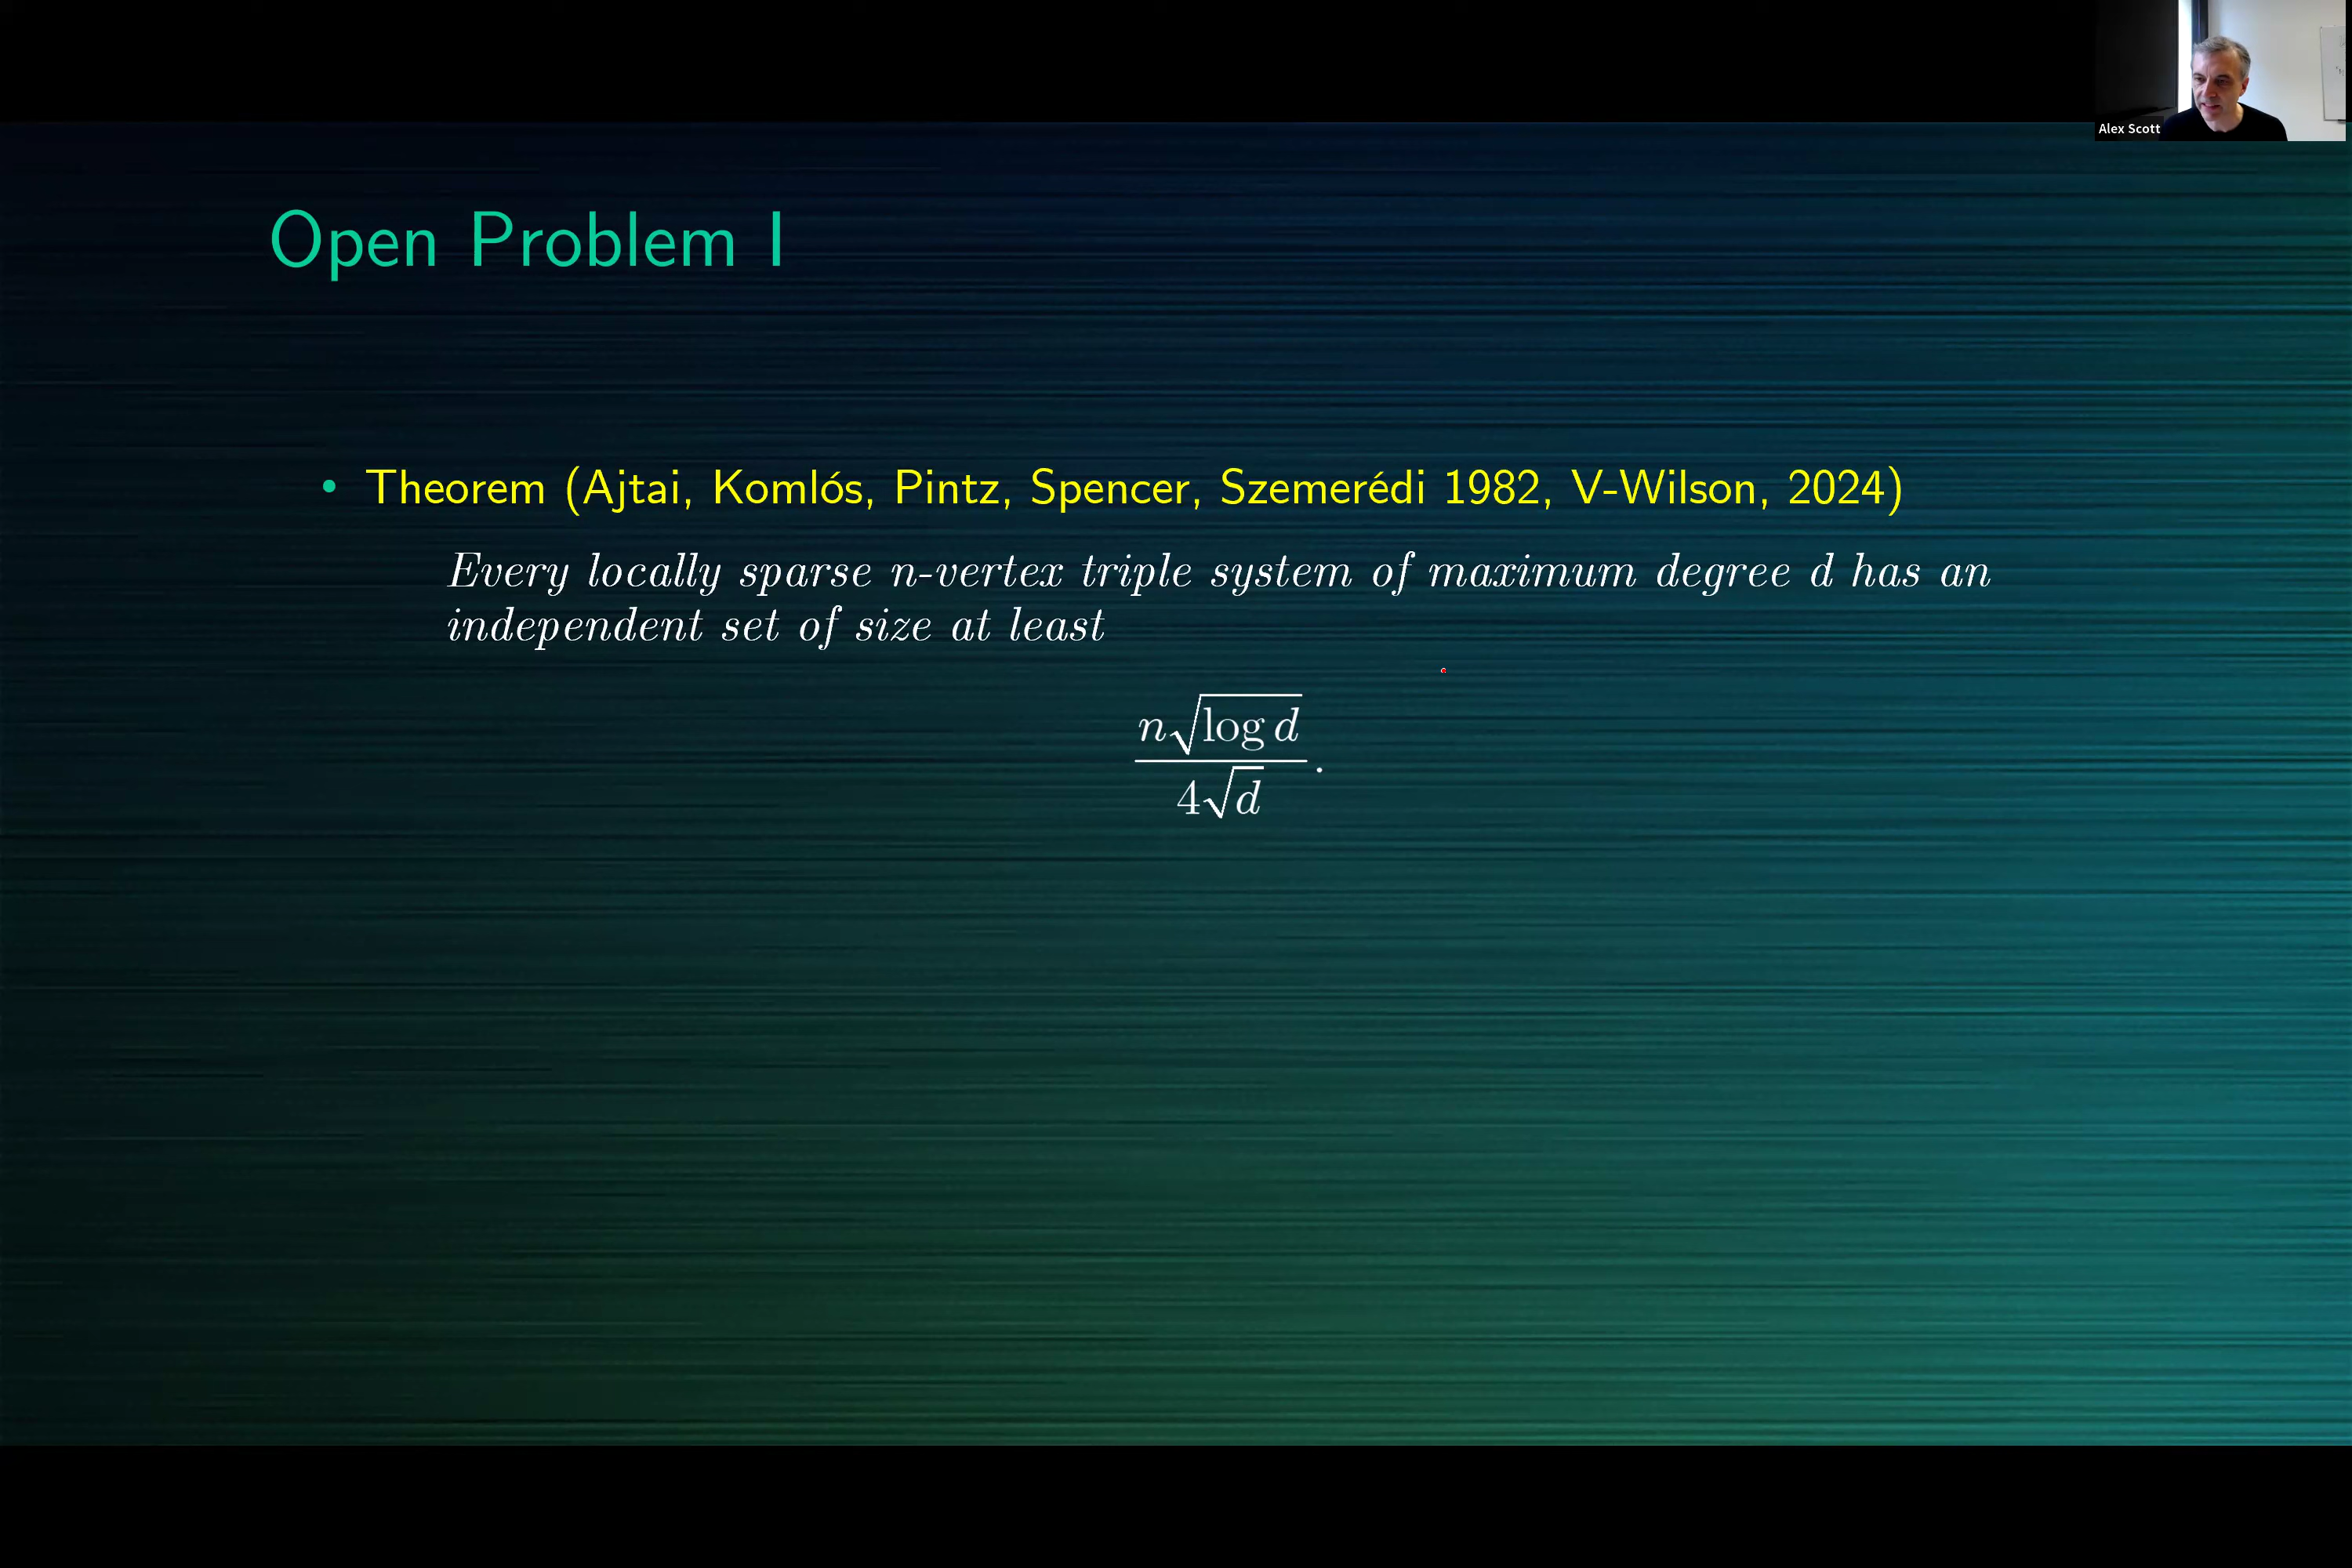 Alex Scott
Open Problem I
• Theorem (Ajtai, Komlós, Pintz, Spencer, Szemerédi 1982, V-Wilson, 2024)
Every locally sparse n-vertex triple system of maximum degree d has an
independent set of size at least
n√log d
4√d.